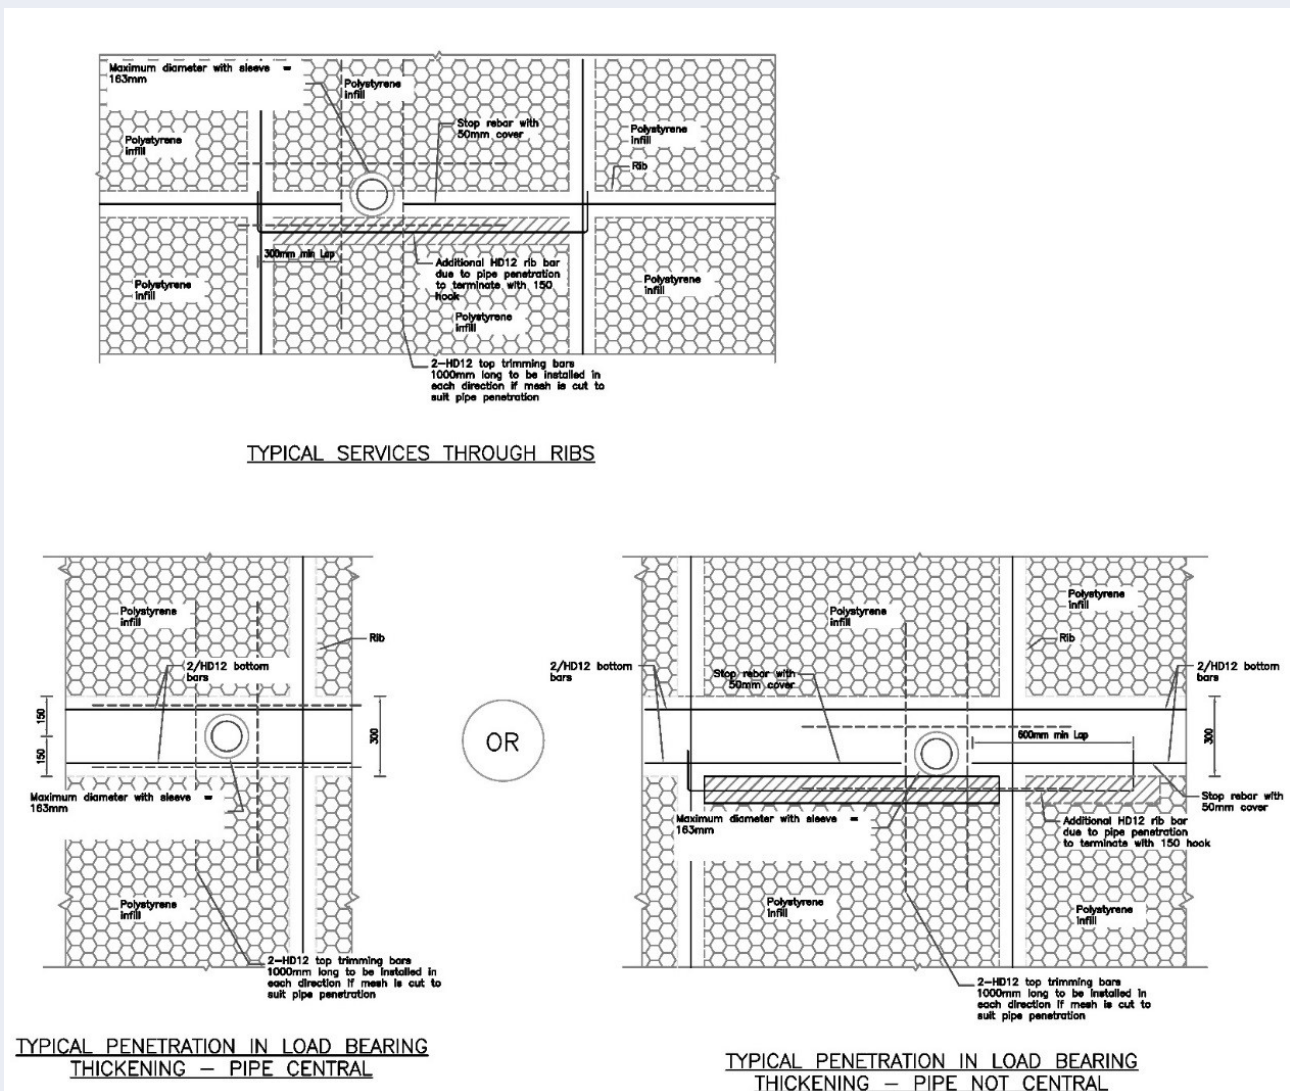 Maximum diameter with sleeve =
163mm
Polystyrene
infill
Polystyrene
infill
Stop rebar with
50mm cover
Polystyrene
infill
Rib
300mm min Lap
Polystyrene
infill
Additional HD12 rib bar
due to pipe penetration
to terminate with 150
hook
Polystyrene
infill
Polystyrene
infill
2-HD12 top trimming bars
1000mm long to be installed in
each direction if mesh is cut to
suit pipe penetration
TYPICAL SERVICES THROUGH RIBS
Polystyrene
infill
Rib
2/HD12 bottom
bars
150
150
300
Maximum diameter with sleeve =
163mm
Polystyrene
infill
2-HD12 top trimming bars
1000mm long to be installed in
each direction if mesh is cut to
suit pipe penetration
TYPICAL PENETRATION IN LOAD BEARING
THICKENING - PIPE CENTRAL
OR
Polystyrene
infill
Polystyrene
infill
Rib
2/HD12 bottom
bars
Stop rebar with
50mm cover
2/HD12 bottom
bars
600mm min Lap
300
Stop rebar with
50mm cover
Maximum diameter with sleeve =
163mm
Additional HD12 rib bar
due to pipe penetration
to terminate with 150 hook
Polystyrene
infill
Polystyrene
infill
2-HD12 top trimming bars
1000mm long to be installed in
each direction if mesh is cut to
suit pipe penetration
TYPICAL PENETRATION IN LOAD BEARING
THICKENING - PIPE NOT CENTRAL